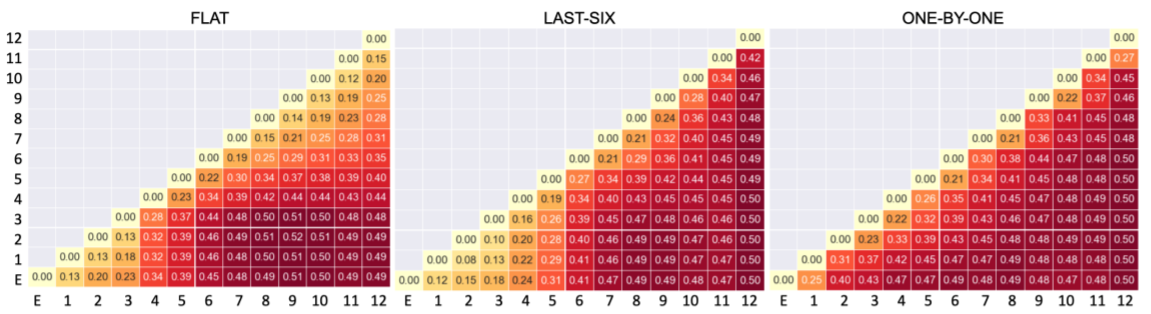 FLAT LAST-SIX ONE-BY-ONE
12 0.00 0.00 0.00
11 0.00 0.15 0.00 0.42 0.00 0.27
10 0.00 0.12 0.20 0.00 0.34 0.46 0.00 0.34 0.45
9 0.00 0.13 0.19 0.25 0.00 0.28 0.40 0.47 0.00 0.22 0.37 0.46
8 0.00 0.14 0.19 0.23 0.28 0.00 0.24 0.36 0.43 0.48 0.00 0.33 0.41 0.45 0.48
7 0.00 0.15 0.21 0.25 0.28 0.31 0.00 0.21 0.32 0.40 0.45 0.49 0.00 0.21 0.36 0.43 0.45 0.48
6 0.00 0.19 0.25 0.29 0.31 0.33 0.35 0.00 0.21 0.29 0.36 0.41 0.45 0.49 0.00 0.30 0.38 0.44 0.47 0.48 0.50
5 0.00 0.22 0.30 0.34 0.37 0.38 0.39 0.40 0.00 0.27 0.34 0.39 0.42 0.44 0.45 0.49 0.00 0.21 0.34 0.41 0.45 0.48 0.48 0.50
4 0.00 0.23 0.34 0.39 0.42 0.44 0.44 0.43 0.44 0.00 0.19 0.34 0.40 0.43 0.45 0.45 0.46 0.50 0.00 0.26 0.35 0.41 0.45 0.47 0.48 0.49 0.50
3 0.00 0.28 0.37 0.44 0.48 0.50 0.51 0.50 0.48 0.48 0.00 0.16 0.26 0.39 0.45 0.47 0.48 0.46 0.46 0.50 0.00 0.22 0.32 0.39 0.43 0.46 0.47 0.48 0.48 0.50
2 0.00 0.13 0.32 0.39 0.46 0.49 0.51 0.52 0.51 0.49 0.49 0.00 0.10 0.20 0.28 0.40 0.46 0.49 0.49 0.47 0.46 0.50 0.00 0.23 0.33 0.39 0.43 0.45 0.48 0.48 0.49 0.49 0.50
1 0.00 0.13 0.18 0.32 0.39 0.46 0.48 0.50 0.51 0.50 0.49 0.49 0.00 0.08 0.13 0.22 0.29 0.41 0.46 0.49 0.49 0.47 0.47 0.50 0.00 0.31 0.37 0.42 0.45 0.47 0.47 0.49 0.48 0.48 0.48 0.50
E 0.00 0.13 0.20 0.23 0.34 0.39 0.45 0.48 0.49 0.51 0.50 0.49 0.49 0.00 0.12 0.15 0.18 0.24 0.31 0.41 0.47 0.49 0.50 0.47 0.47 0.50 0.00 0.25 0.40 0.43 0.47 0.47 0.49 0.48 0.49 0.48 0.47 0.48 0.50
E 1 2 3 4 5 6 7 8 9 10 11 12 E 1 2 3 4 5 6 7 8 9 10 11 12 E 1 2 3 4 5 6 7 8 9 10 11 12